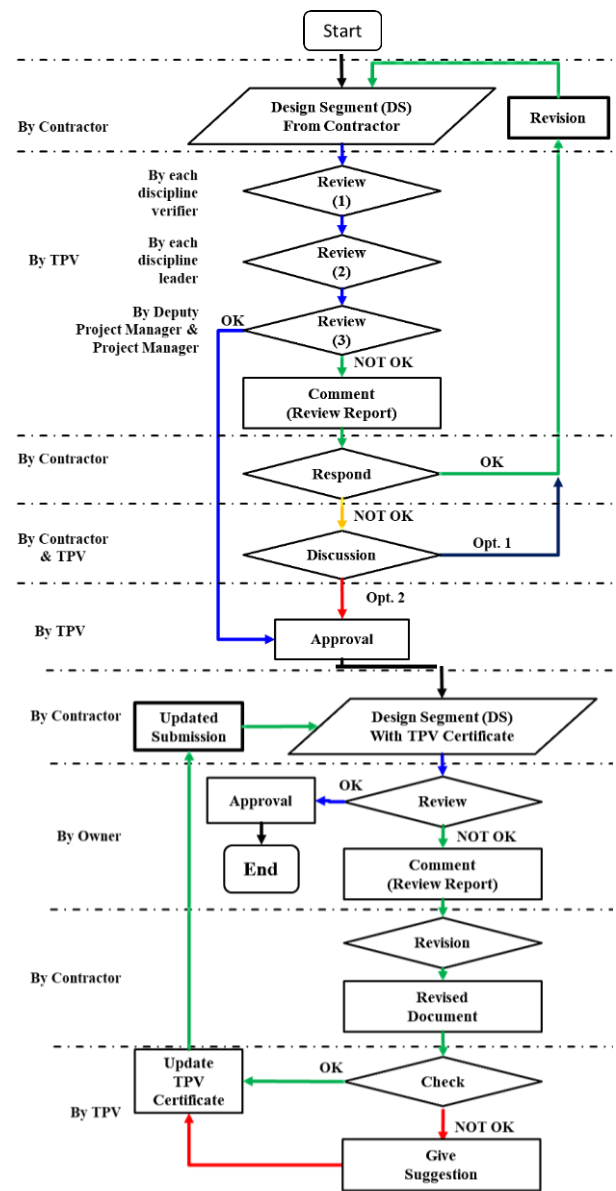 Start
Design Segment (DS)
From Contractor
Revision
By Contractor
By each
discipline
verifier
Review
(1)
By TPV
By each
discipline
leader
Review
(2)
By Deputy
Project Manager &
Project Manager
OK
Review
(3)
NOT OK
Comment
(Review Report)
By Contractor
Respond
OK
NOT OK
By Contractor
& TPV
Discussion
Opt. 1
Opt. 2
By TPV
Approval
By Contractor
Updated
Submission
Design Segment (DS)
With TPV Certificate
By Owner
Approval
OK
Review
NOT OK
End
Comment
(Review Report)
By Contractor
Revision
Revised
Document
By TPV
Update
TPV
Certificate
OK
Check
NOT OK
Give
Suggestion